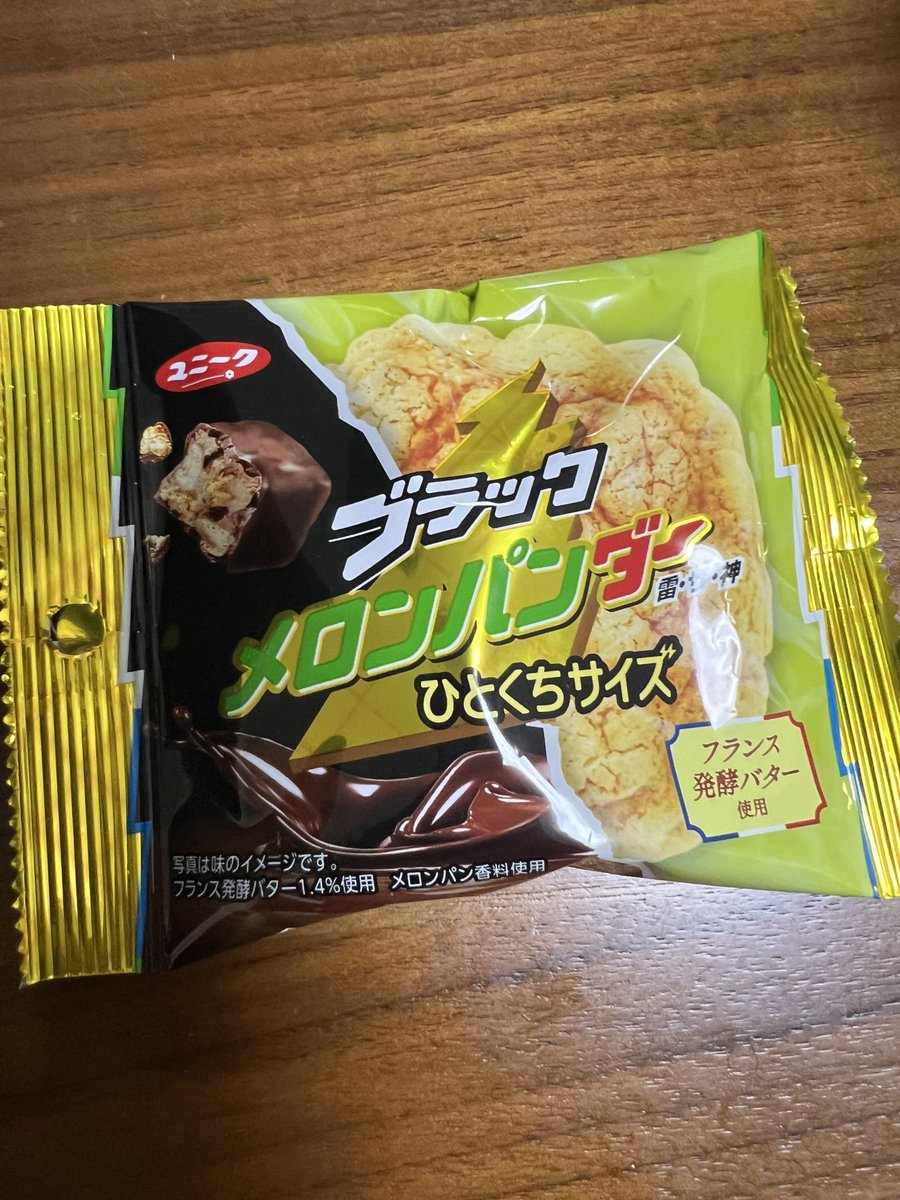 ユニーク
ブラック
メロンパンダー
雷・神
ひとくちサイズ
フランス
発酵バター
使用
写真は味のイメージです。
フランス発酵バター1.4%使用 メロンパン香料使用